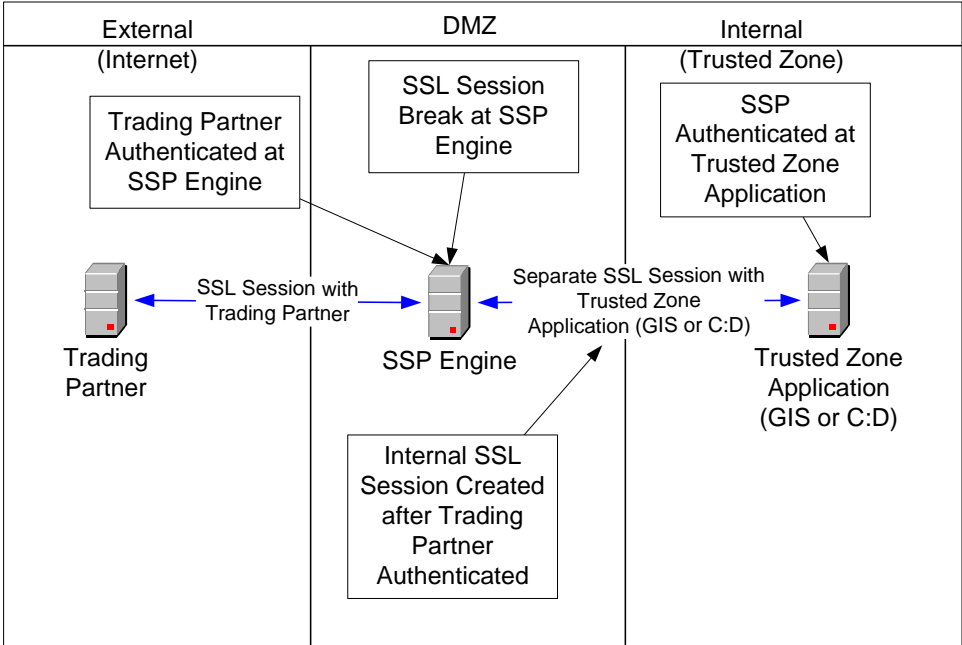 External
(Internet)
DMZ
Internal
(Trusted Zone)
Trading Partner
Authenticated at
SSP Engine
SSL Session
Break at SSP
Engine
SSP
Authenticated at
Trusted Zone
Application
SSL Session with
Trading Partner
Separate SSL Session with
Trusted Zone
Application (GIS or C:D)
Trading
Partner
SSP Engine
Trusted Zone
Application
(GIS or C:D)
Internal SSL
Session Created
after Trading
Partner
Authenticated